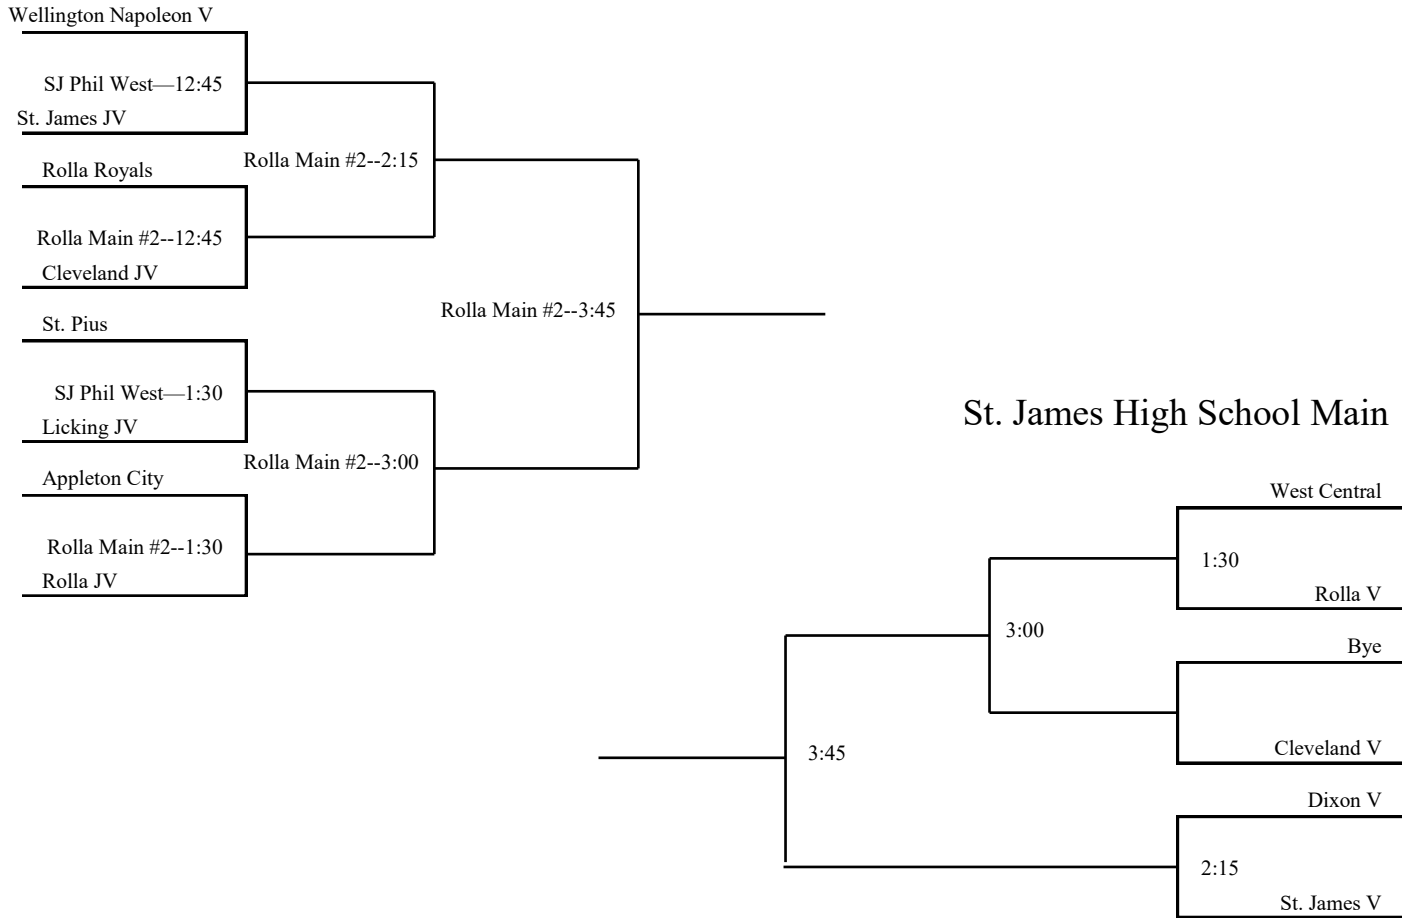 Wellington Napoleon V
SJ Phil West—12:45
St. James JV
Rolla Main #2--2:15
Rolla Royals
Rolla Main #2--12:45
Cleveland JV
Rolla Main #2--3:45
St. Pius
SJ Phil West—1:30
Licking JV
Rolla Main #2--3:00
Appleton City
Rolla Main #2--1:30
Rolla JV
St. James High School Main
West Central
1:30
Rolla V
3:00
Bye
Cleveland V
3:45
Dixon V
2:15
St. James V